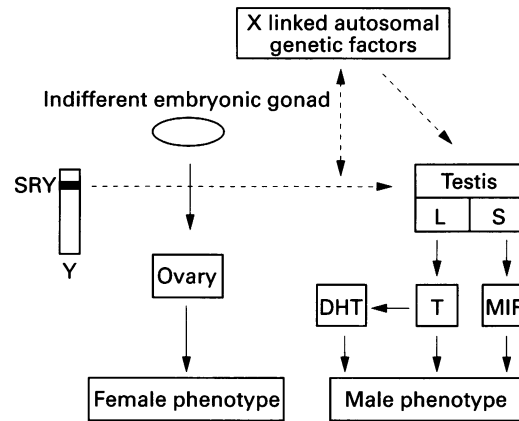 X linked autosomal
genetic factors
Indifferent embryonic gonad
SRY
Y
Testis
L S
Ovary
DHT T MIF
Female phenotype Male phenotype